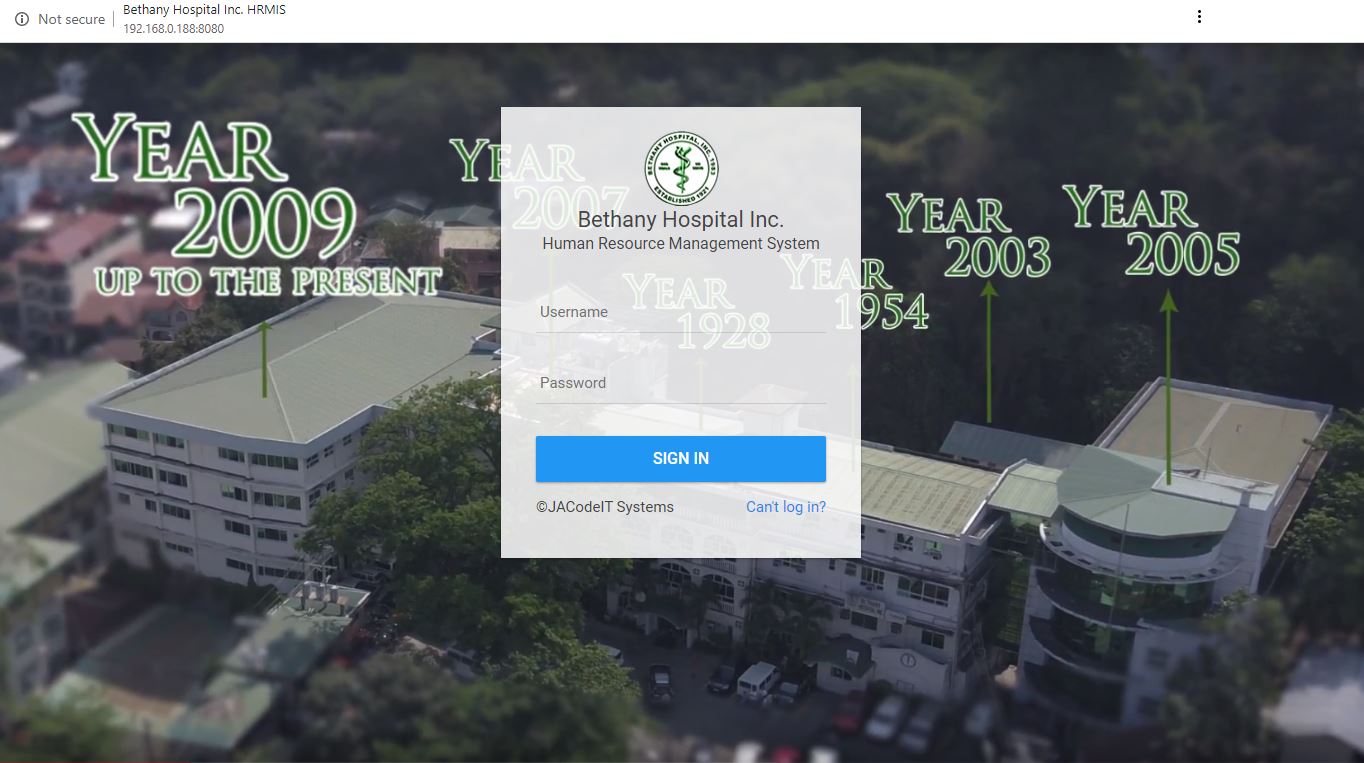 Not secure
Bethany Hospital Inc. HRMIS
192.168.0.188:8080
YEAR
2009
UP TO THE PRESENT
YEAR
2007
BETHANY HOSPITAL, INC. 1953
ESTABLISHED 1921
Bethany Hospital Inc.
Human Resource Management System
YEAR
1928
YEAR
1954
YEAR
2003
YEAR
2005
Username
Password
SIGN IN
©JACodeIT Systems
Can't log in?